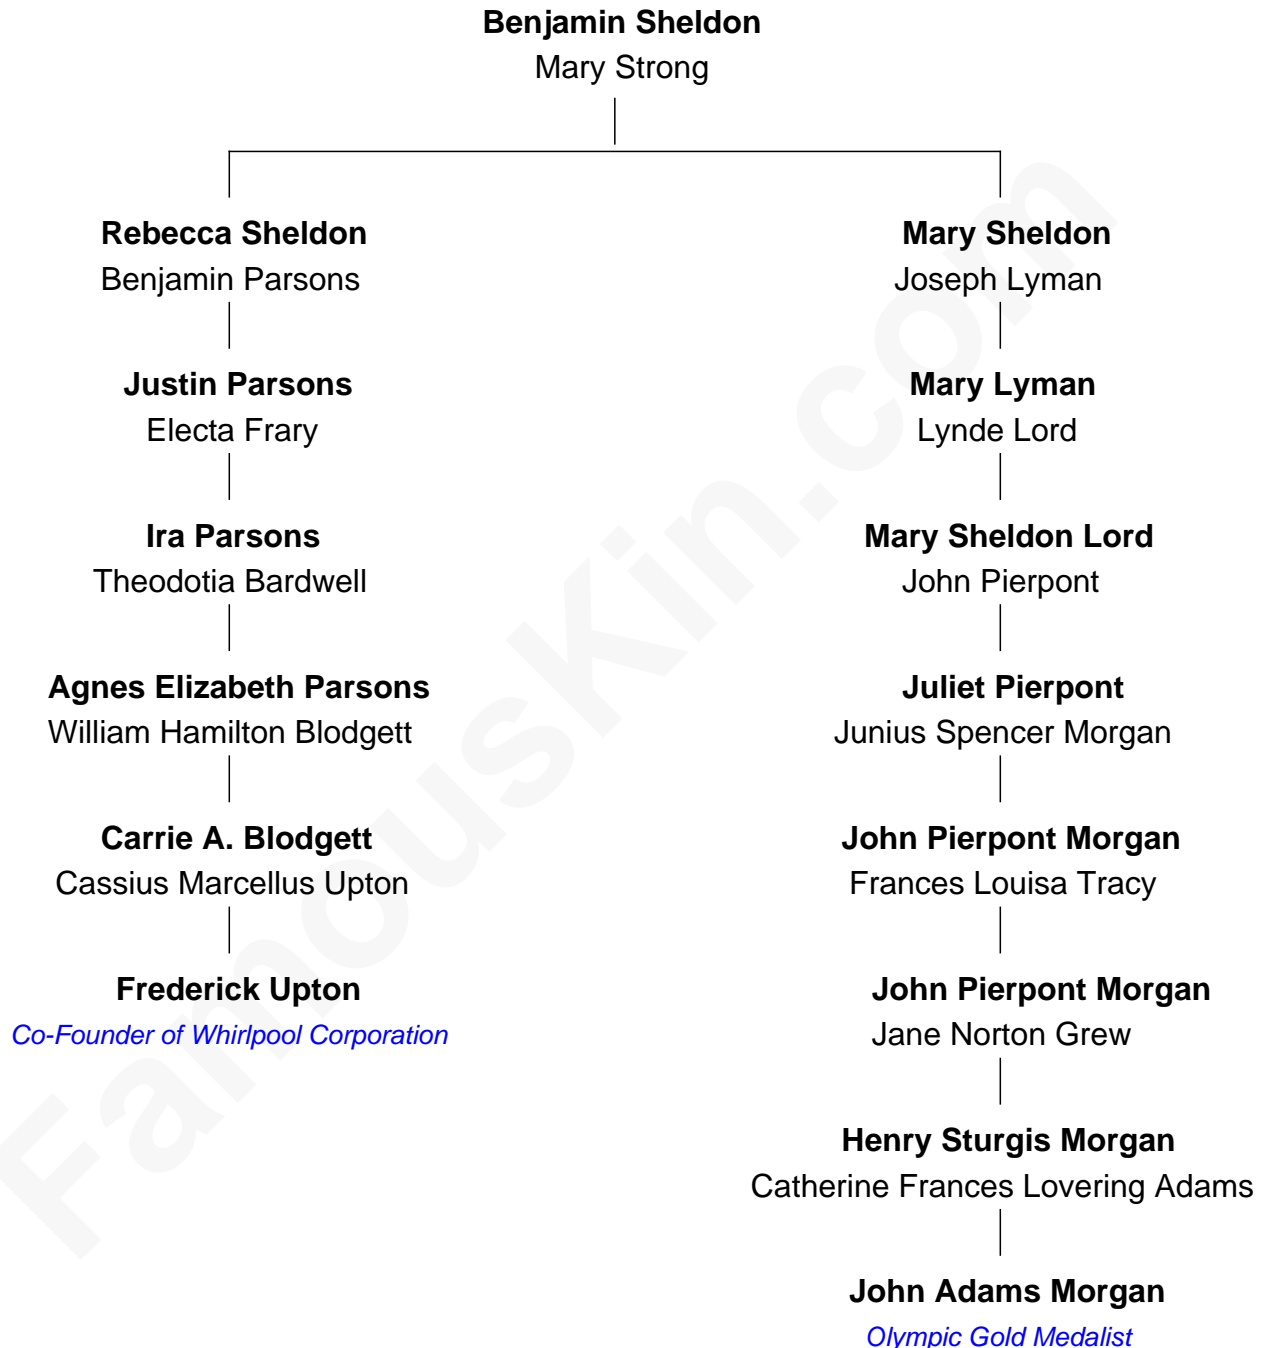 Benjamin Sheldon
Mary Strong
Rebecca Sheldon
Benjamin Parsons
Mary Sheldon
Joseph Lyman
Justin Parsons
Electa Frary
Mary Lyman
Lynde Lord
Ira Parsons
Theodotia Bardwell
Mary Sheldon Lord
John Pierpont
Agnes Elizabeth Parsons
William Hamilton Blodgett
Juliet Pierpont
Junius Spencer Morgan
Carrie A. Blodgett
Cassius Marcellus Upton
John Pierpont Morgan
Frances Louisa Tracy
Frederick Upton
Co-Founder of Whirlpool Corporation
John Pierpont Morgan
Jane Norton Grew
Henry Sturgis Morgan
Catherine Frances Lovering Adams
John Adams Morgan
Olympic Gold Medalist
FamousKin.com